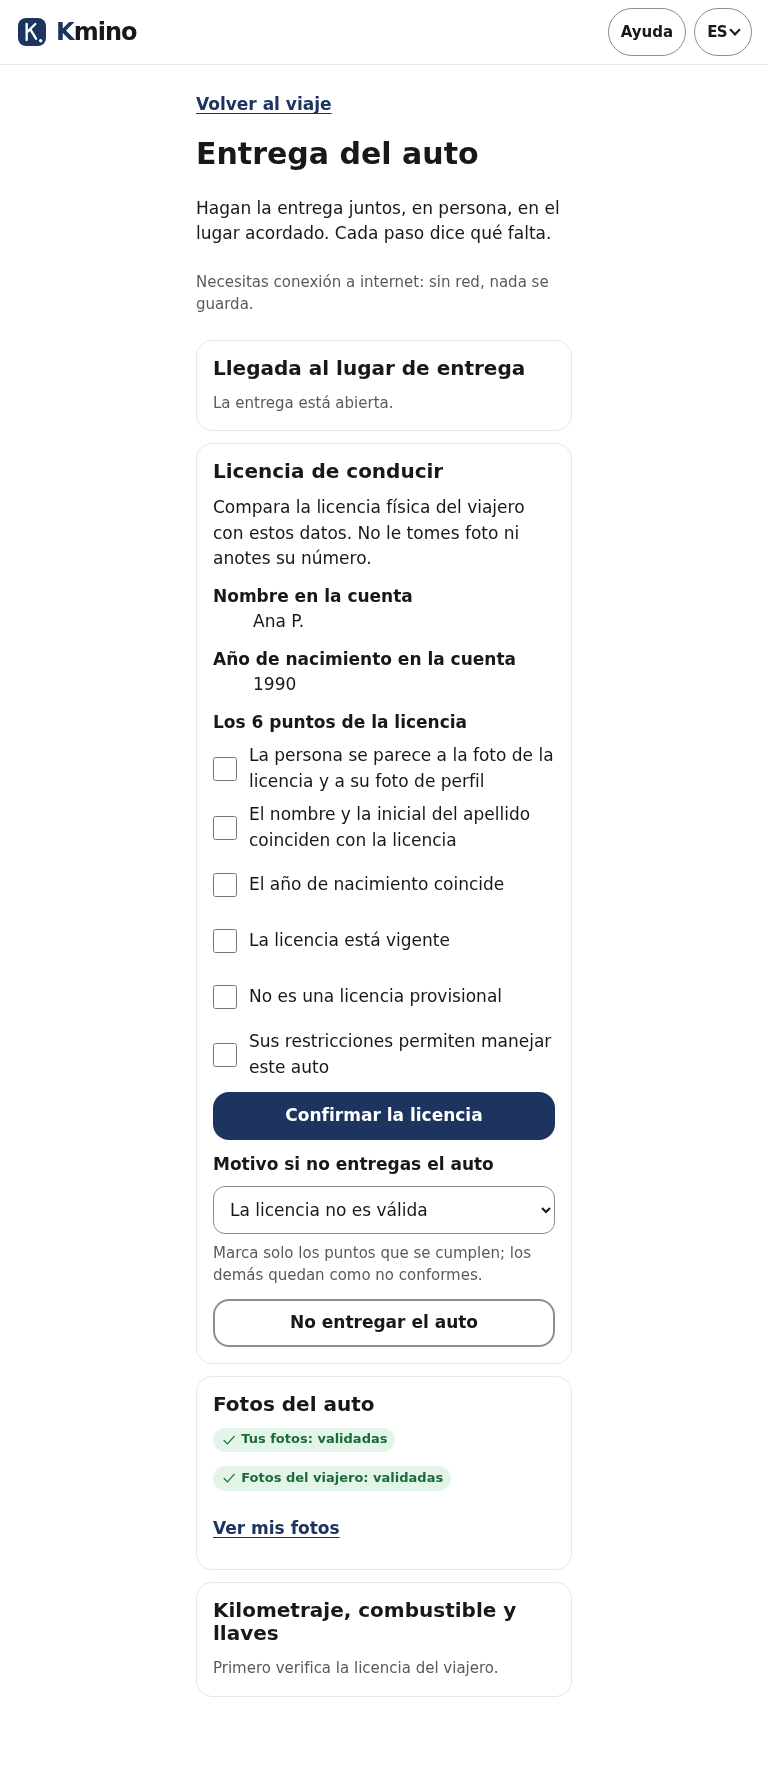 Kmino
Ayuda
ES
Volver al viaje
Entrega del auto
Hagan la entrega juntos, en persona, en el
lugar acordado. Cada paso dice qué falta.
Necesitas conexión a internet: sin red, nada se
guarda.
Llegada al lugar de entrega
La entrega está abierta.
Licencia de conducir
Compara la licencia física del viajero
con estos datos. No le tomes foto ni
anotes su número.
Nombre en la cuenta
Ana P.
Año de nacimiento en la cuenta
1990
Los 6 puntos de la licencia
La persona se parece a la foto de la
licencia y a su foto de perfil
El nombre y la inicial del apellido
coinciden con la licencia
El año de nacimiento coincide
La licencia está vigente
No es una licencia provisional
Sus restricciones permiten manejar
este auto
Confirmar la licencia
Motivo si no entregas el auto
La licencia no es válida
Marca solo los puntos que se cumplen; los
demás quedan como no conformes.
No entregar el auto
Fotos del auto
Tus fotos: validadas
Fotos del viajero: validadas
Ver mis fotos
Kilometraje, combustible y
llaves
Primero verifica la licencia del viajero.